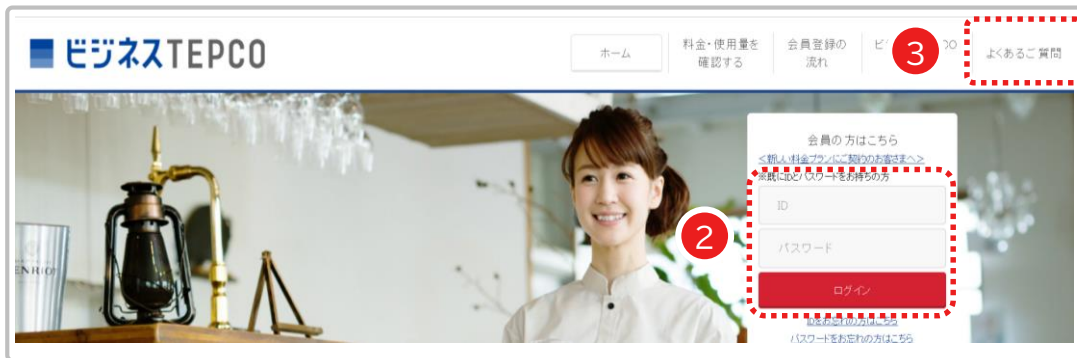 ビジネスTEPCO
ホーム
料金・使用量を
確認する
会員登録の
流れ
3
よくあるご質問
会員の方はこちら
<新しい料金プランにご契約のお客さまへ>
※既にIDとパスワードをお持ちの方
ID
2
パスワード
ログイン
IDをお忘れの方はこちら
パスワードをお忘れの方はこちら